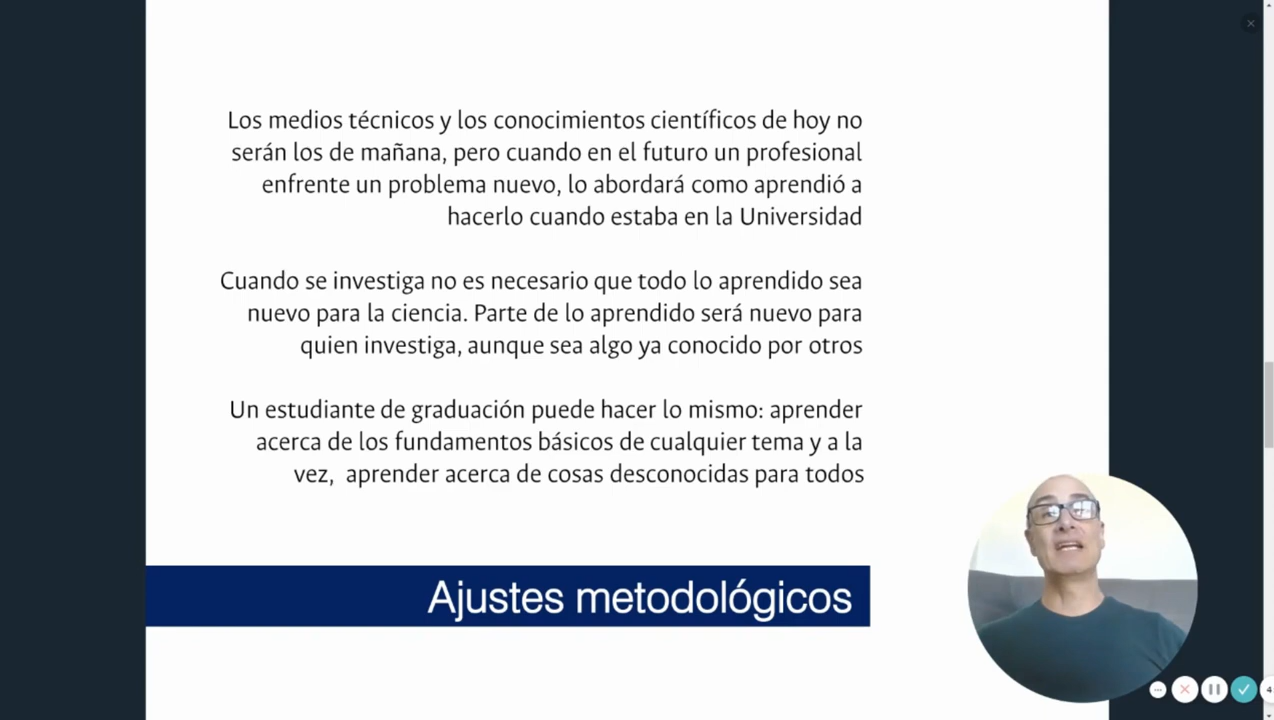 Los medios técnicos y los conocimientos científicos de hoy no
serán los de mañana, pero cuando en el futuro un profesional
enfrente un problema nuevo, lo abordará como aprendió a
hacerlo cuando estaba en la Universidad
Cuando se investiga no es necesario que todo lo aprendido sea
nuevo para la ciencia. Parte de lo aprendido será nuevo para
quien investiga, aunque sea algo ya conocido por otros
Un estudiante de graduación puede hacer lo mismo: aprender
acerca de los fundamentos básicos de cualquier tema y a la
vez,  aprender acerca de cosas desconocidas para todos
Ajustes metodológicos
4